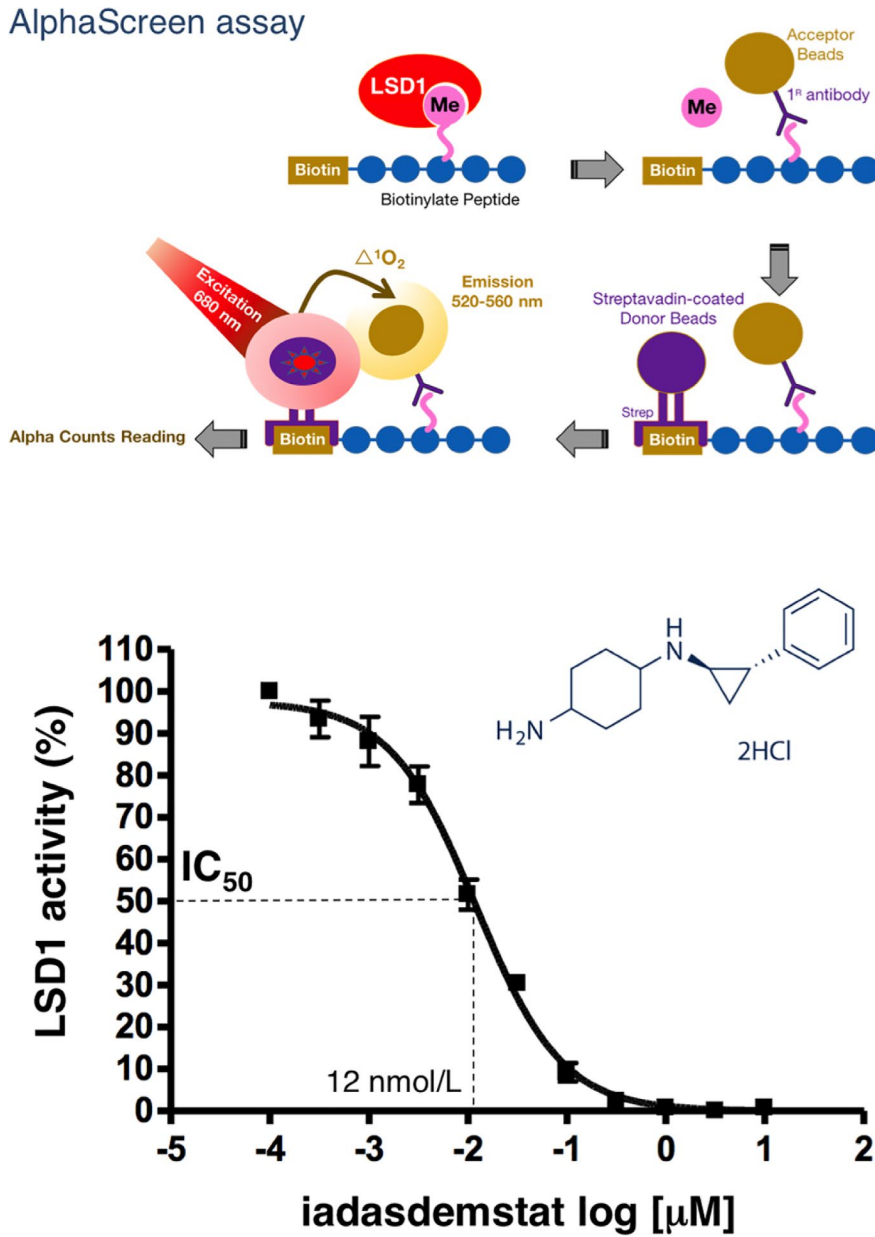 AlphaScreen assay
LSD1
Me
Biotin
Biotinylate Peptide
Acceptor
Beads
Me
1ᴿ antibody
Biotin
Excitation
680 nm
△¹O₂
Emission
520-560 nm
Biotin
Alpha Counts Reading
Streptavadin-coated
Donor Beads
Strep
Biotin
H
N
H₂N
2HCl
LSD1 activity (%)
110
100
90
80
70
60
50
40
30
20
10
0
IC₅₀
12 nmol/L
-5 -4 -3 -2 -1 0 1 2
iadasdemstat log [µM]